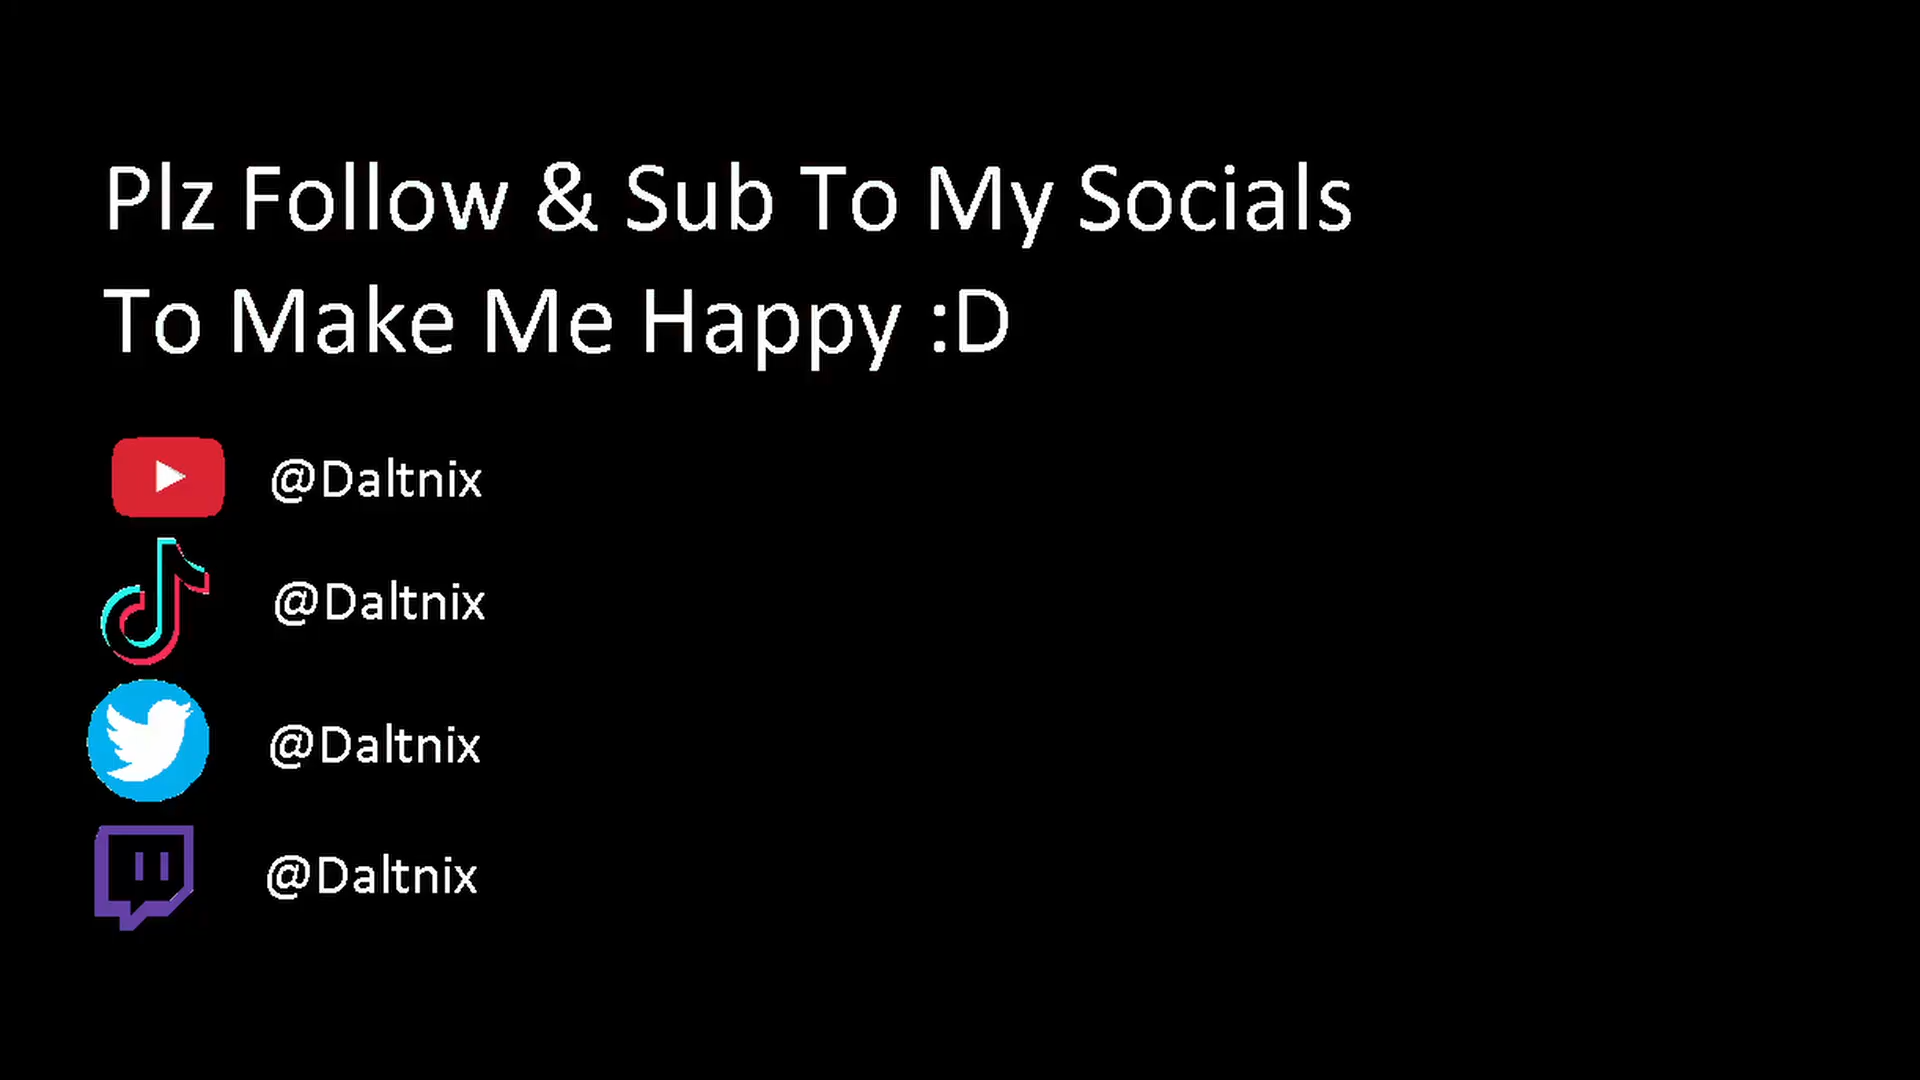 Plz Follow & Sub To My Socials
To Make Me Happy :D
@Daltnix
@Daltnix
@Daltnix
@Daltnix